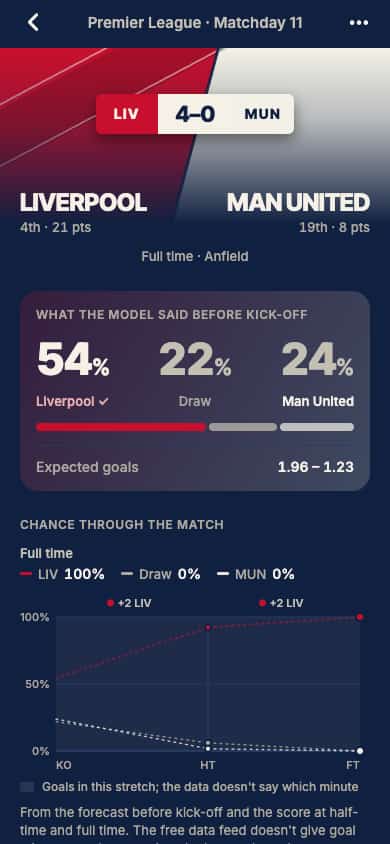 Premier League · Matchday 11
LIV 4–0 MUN
LIVERPOOL MAN UNITED
4th · 21 pts 19th · 8 pts
Full time · Anfield
WHAT THE MODEL SAID BEFORE KICK-OFF
54% 22% 24%
Liverpool ✓ Draw Man United
Expected goals 1.96 – 1.23
CHANCE THROUGH THE MATCH
Full time
LIV 100% Draw 0% MUN 0%
+2 LIV +2 LIV
100%
50%
0%
KO HT FT
Goals in this stretch; the data doesn't say which minute
From the forecast before kick-off and the score at half-
time and full time. The free data feed doesn't give goal